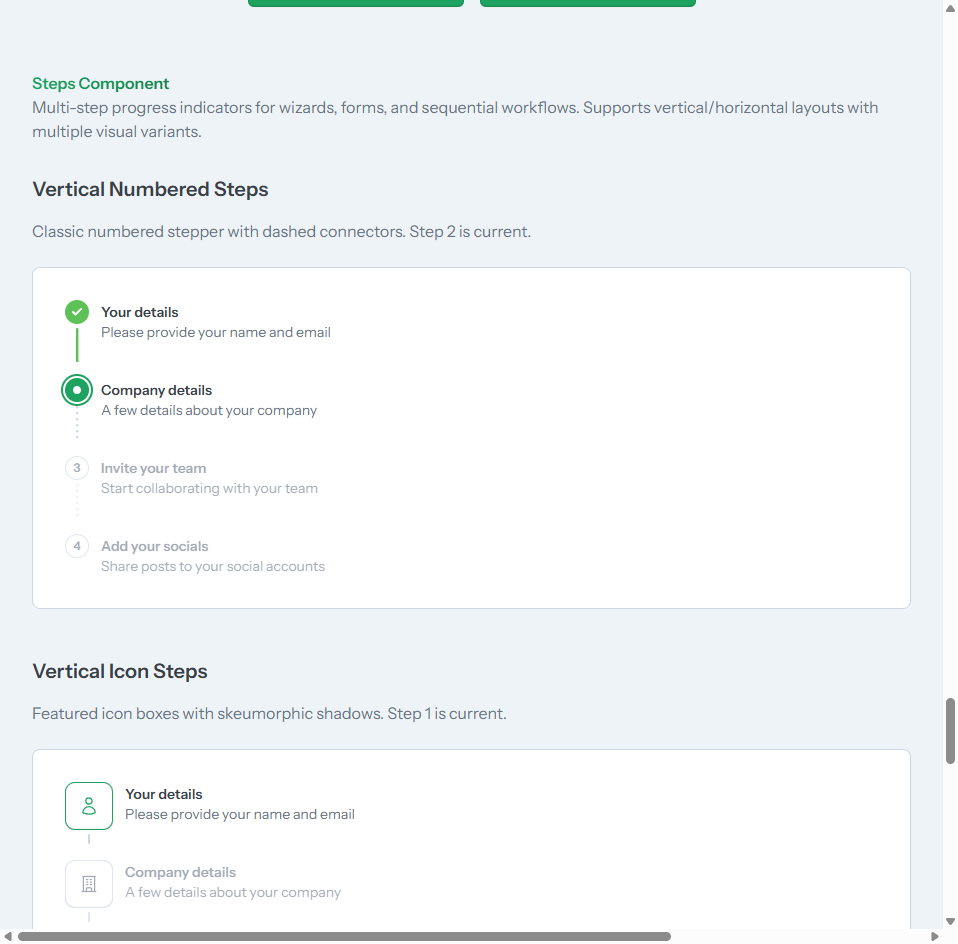 Steps Component
Multi-step progress indicators for wizards, forms, and sequential workflows. Supports vertical/horizontal layouts with
multiple visual variants.
Vertical Numbered Steps
Classic numbered stepper with dashed connectors. Step 2 is current.
Your details
Please provide your name and email
Company details
A few details about your company
3 Invite your team
Start collaborating with your team
4 Add your socials
Share posts to your social accounts
Vertical Icon Steps
Featured icon boxes with skeumorphic shadows. Step 1 is current.
Your details
Please provide your name and email
Company details
A few details about your company